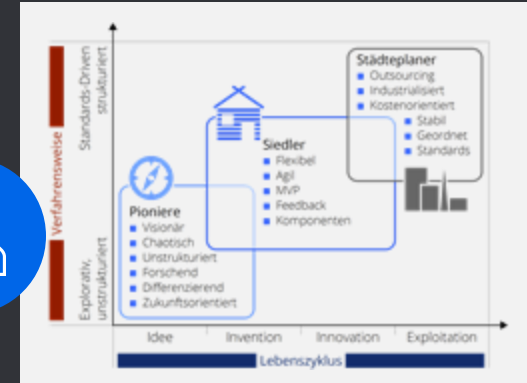 Städteplaner
Outsourcing
Industrialisiert
Kostenorientiert
Stabil
Geordnet
Standards
Siedler
Flexibel
Agil
MVP
Feedback
Komponenten
Pioniere
Visionär
Chaotisch
Unstrukturiert
Forschend
Differenzierend
Zukunftsorientiert
Verfahrensweise
Standards-Driven
strukturiert
Explorativ,
unstrukturiert
Idee Invention Innovation Exploitation
Lebenszyklus